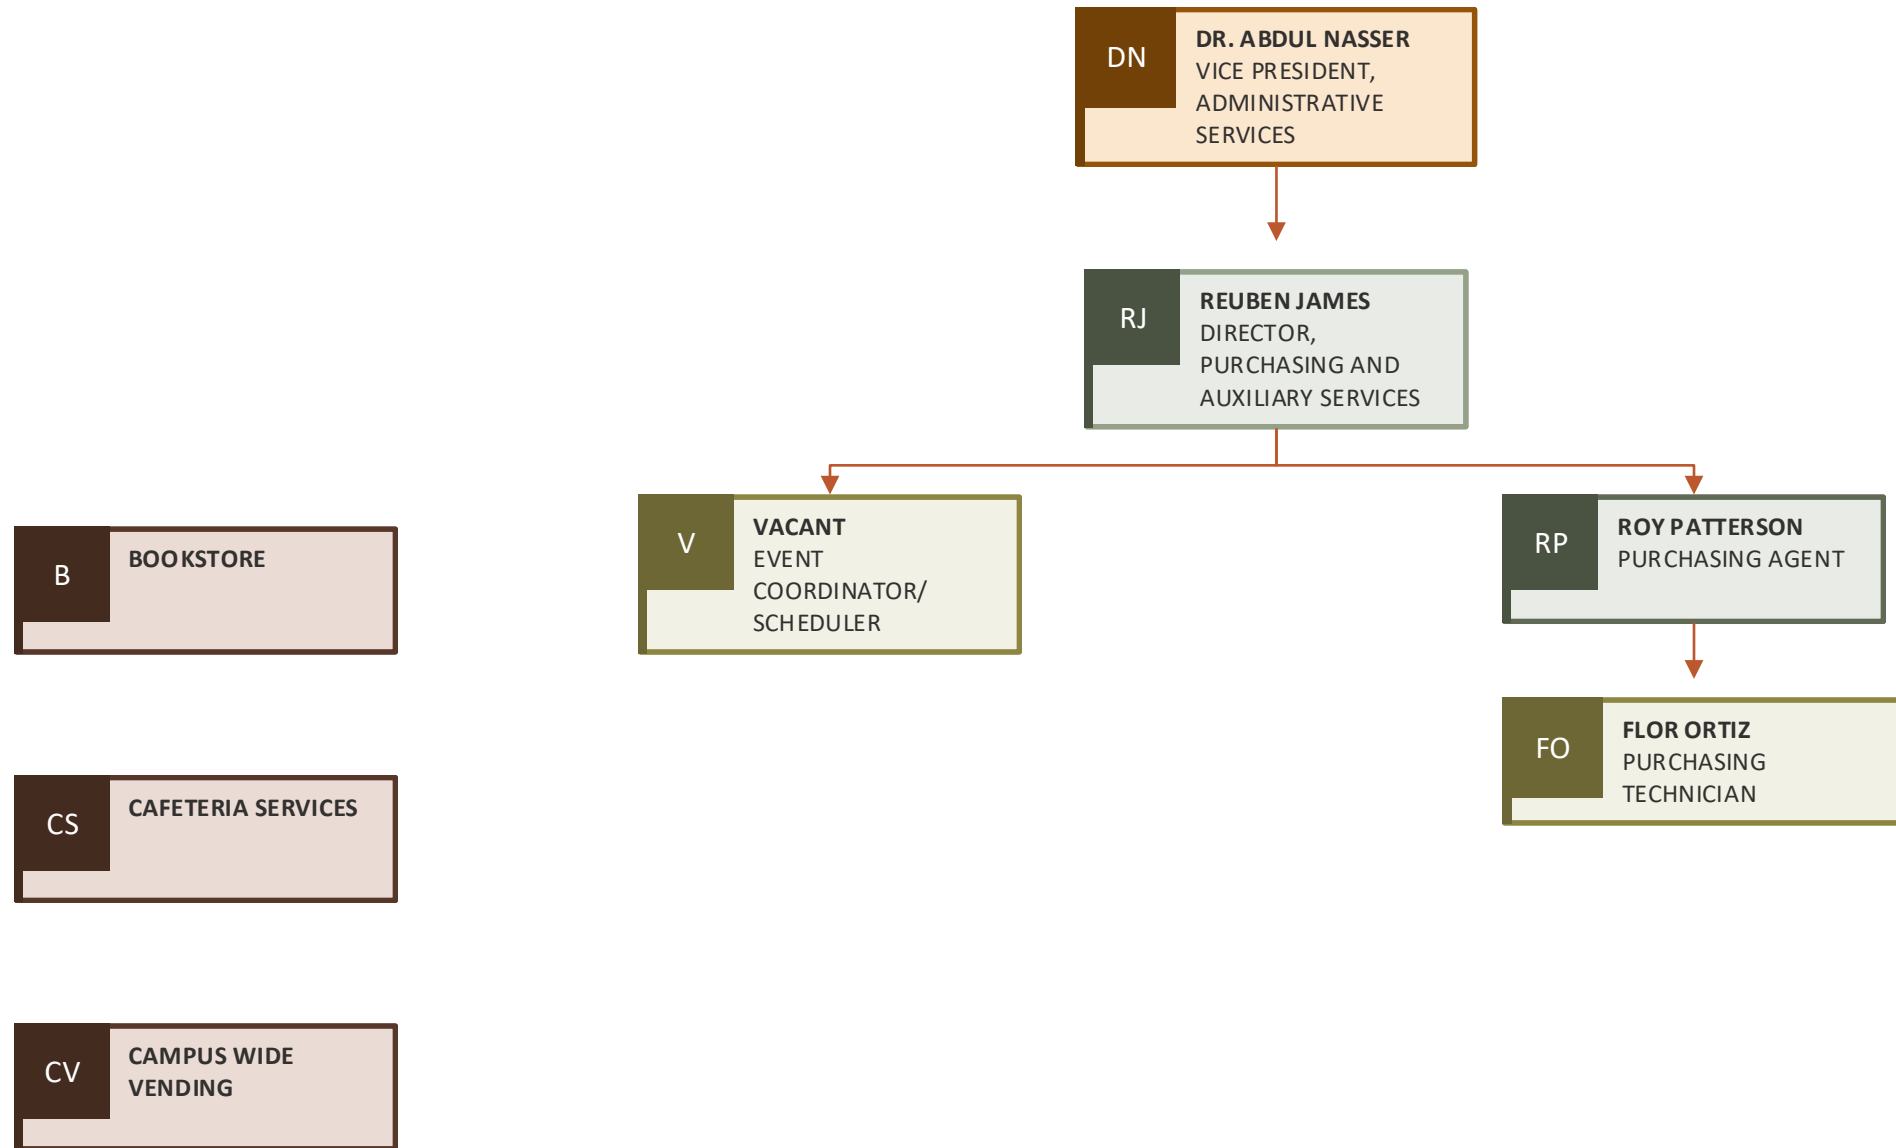 DN
DR. ABDUL NASSER
VICE PRESIDENT,
ADMINISTRATIVE
SERVICES
RJ
REUBEN JAMES
DIRECTOR,
PURCHASING AND
AUXILIARY SERVICES
V
VACANT
EVENT
COORDINATOR/
SCHEDULER
RP
ROY PATTERSON
PURCHASING AGENT
FO
FLOR ORTIZ
PURCHASING
TECHNICIAN
B
BOOKSTORE
CS
CAFETERIA SERVICES
CV
CAMPUS WIDE
VENDING